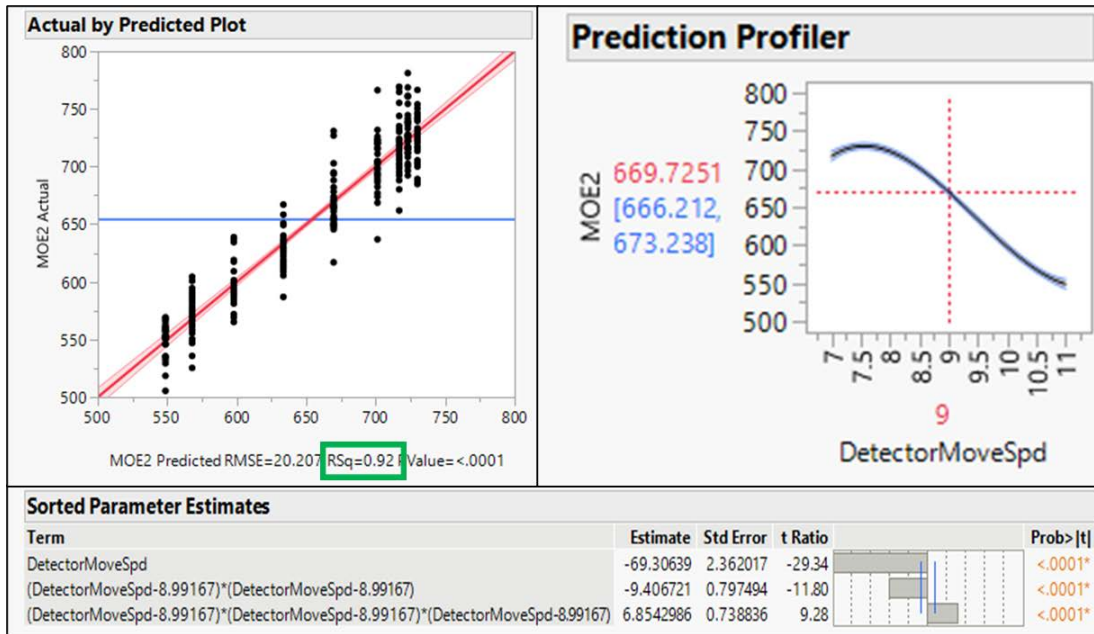 Actual by Predicted Plot
800
750
700
650
600
550
500
MOE2 Actual
500 550 600 650 700 750 800
MOE2 Predicted RMSE=20.207 RSq=0.92 PValue=<.0001
Prediction Profiler
800
750
700
650
600
550
500
MOE2
669.7251
[666.212,
673.238]
7 7.5 8 8.5 9 9.5 10 10.5 11
9
DetectorMoveSpd
Sorted Parameter Estimates
Term Estimate Std Error t Ratio Prob>|t|
DetectorMoveSpd -69.30639 2.362017 -29.34 <.0001*
(DetectorMoveSpd-8.99167)*(DetectorMoveSpd-8.99167) -9.406721 0.797494 -11.80 <.0001*
(DetectorMoveSpd-8.99167)*(DetectorMoveSpd-8.99167)*(DetectorMoveSpd-8.99167) 6.8542986 0.738836 9.28 <.0001*